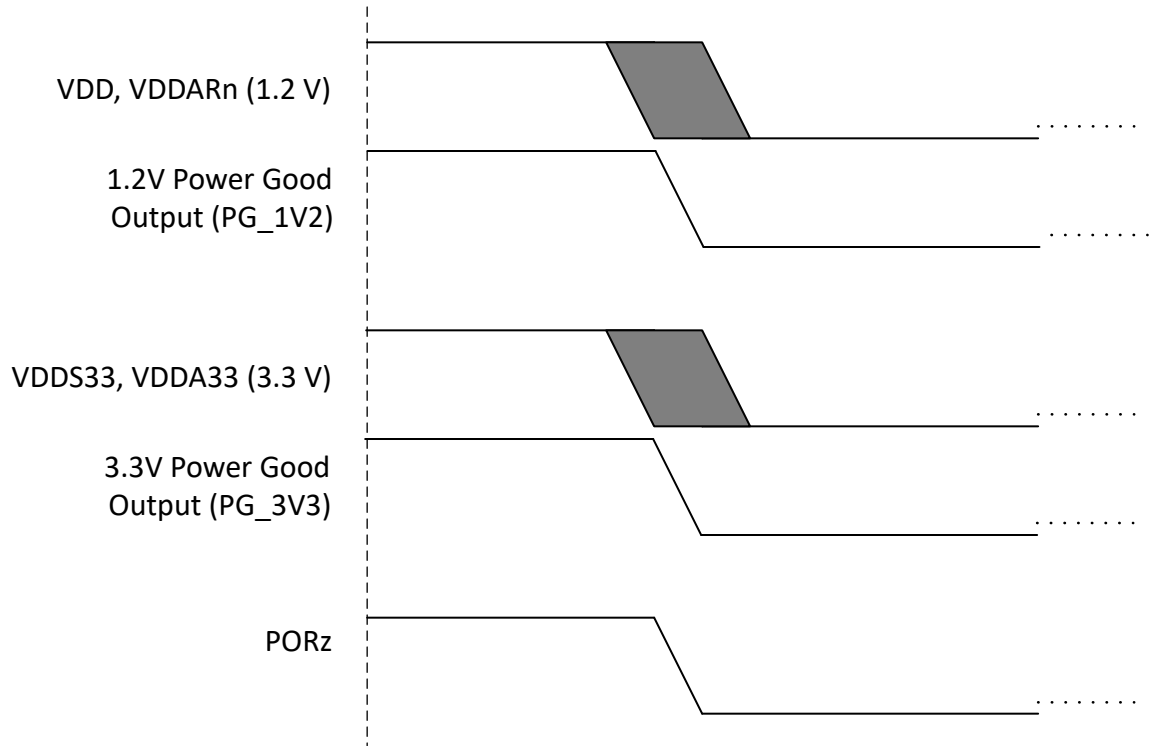 VDD, VDDARn (1.2 V)
1.2V Power Good
Output (PG_1V2)
VDDS33, VDDA33 (3.3 V)
3.3V Power Good
Output (PG_3V3)
PORz